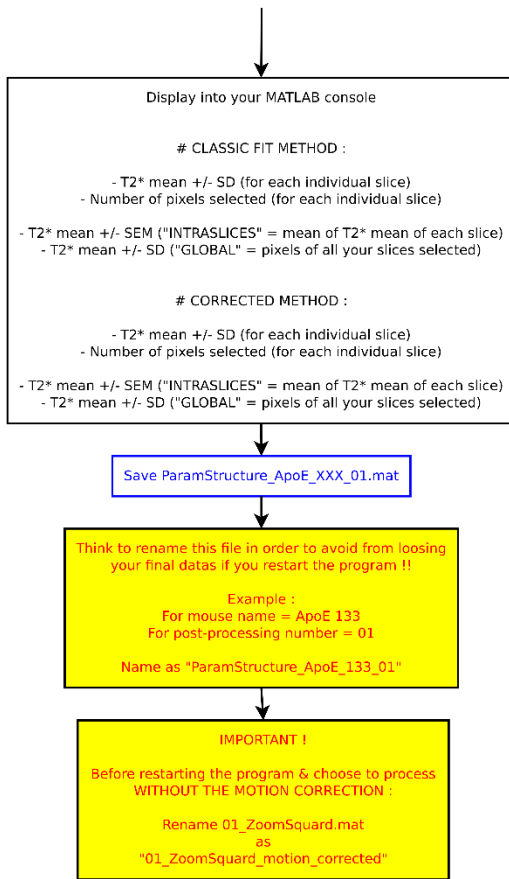 Display into your MATLAB console
# CLASSIC FIT METHOD :
- T2* mean +/- SD (for each individual slice)
- Number of pixels selected (for each individual slice)
- T2* mean +/- SEM ("INTRASLICES" = mean of T2* mean of each slice)
- T2* mean +/- SD ("GLOBAL" = pixels of all your slices selected)
# CORRECTED METHOD :
- T2* mean +/- SD (for each individual slice)
- Number of pixels selected (for each individual slice)
- T2* mean +/- SEM ("INTRASLICES" = mean of T2* mean of each slice)
- T2* mean +/- SD ("GLOBAL" = pixels of all your slices selected)
Save ParamStructure_ApoE_XXX_01.mat
Think to rename this file in order to avoid from loosing
your final datas if you restart the program !!
Example :
For mouse name = ApoE 133
For post-processing number = 01
Name as "ParamStructure_ApoE_133_01"
IMPORTANT !
Before restarting the program & choose to process
WITHOUT THE MOTION CORRECTION :
Rename 01_ZoomSquard.mat
as
"01_ZoomSquard_motion_corrected"